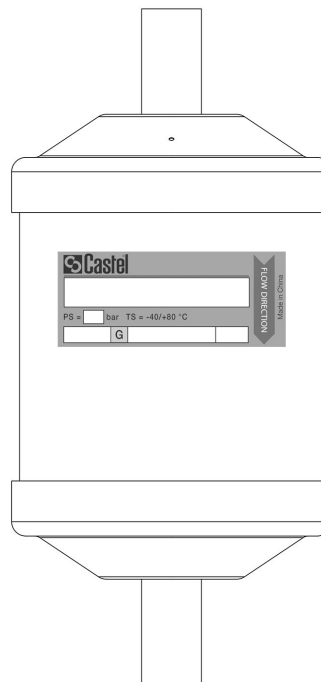 Castel
PS = bar TS = -40/+80 °C
G
FLOW DIRECTION
Made in China